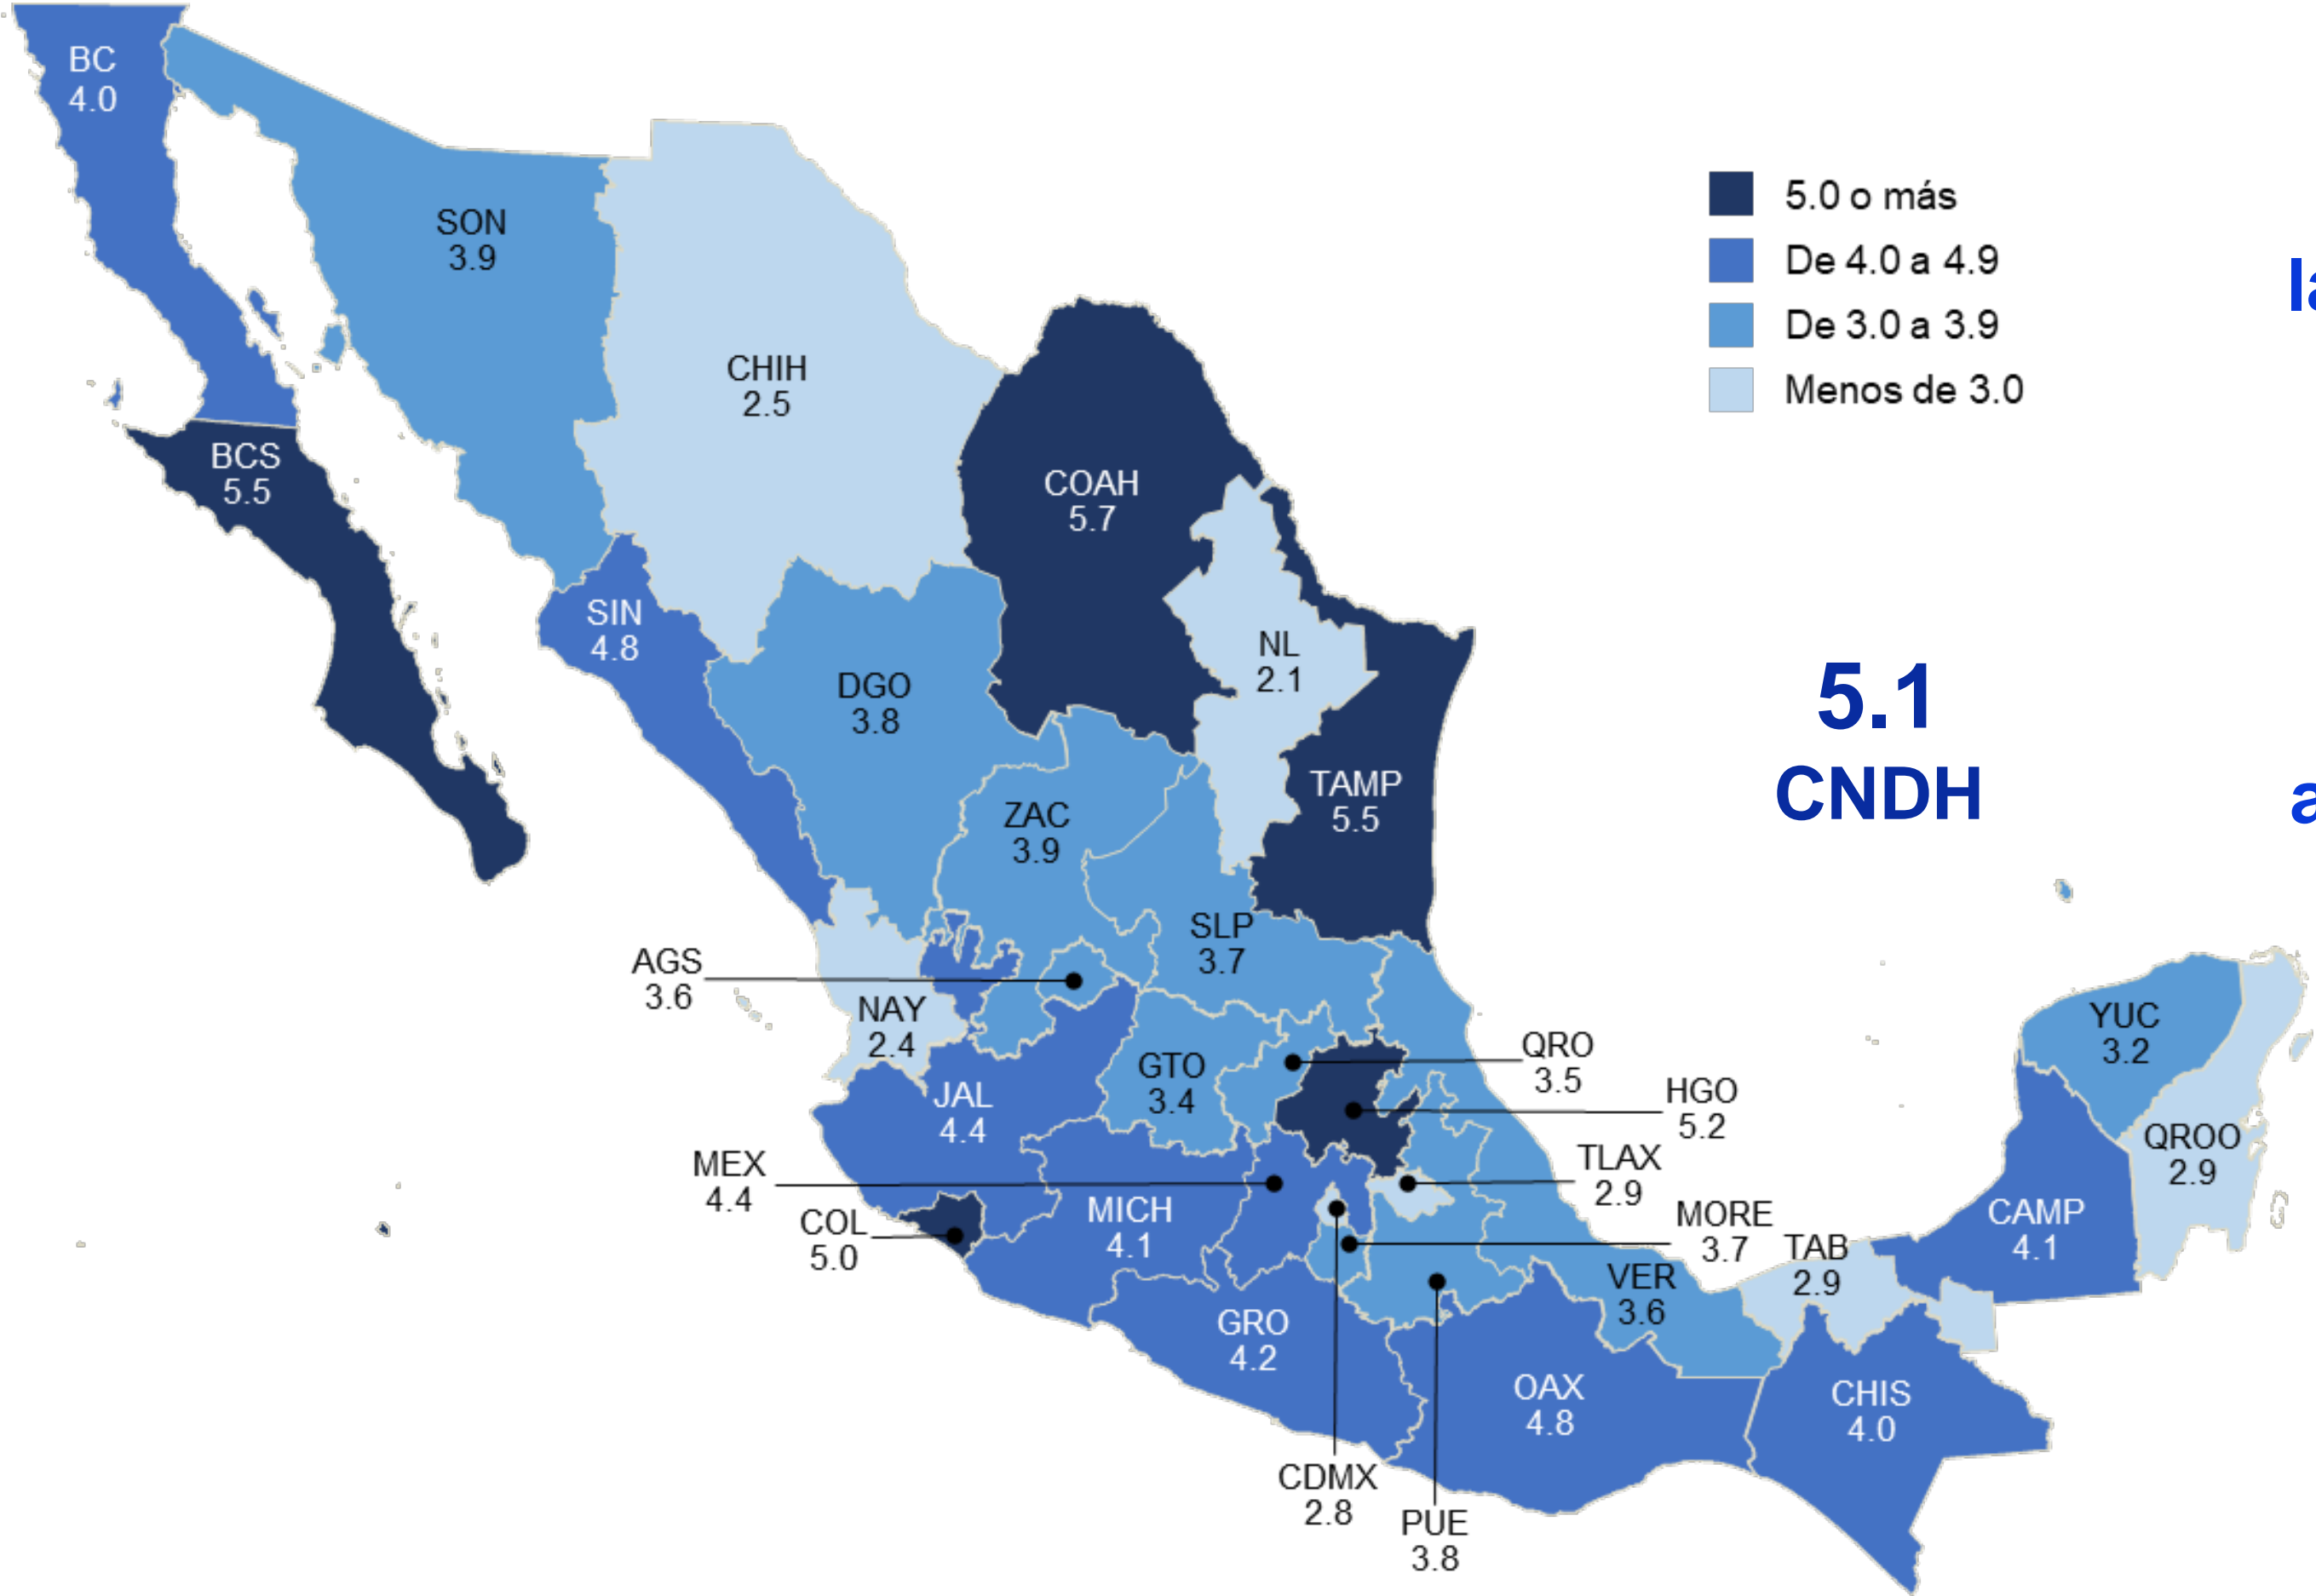 BC
4.0
SON
3.9
CHIH
2.5
BCS
5.5
COAH
5.7
SIN
4.8
NL
2.1
DGO
3.8
TAMP
5.5
ZAC
3.9
SLP
3.7
AGS
3.6
NAY
2.4
JAL
4.4
GTO
3.4
QRO
3.5
HGO
5.2
MEX
4.4
TLAX
2.9
COL
5.0
MICH
4.1
MORE
3.7
TAB
2.9
VER
3.6
GRO
4.2
OAX
4.8
CHIS
4.0
CDMX
2.8
PUE
3.8
YUC
3.2
QROO
2.9
CAMP
4.1
5.0 o más
De 4.0 a 4.9
De 3.0 a 3.9
Menos de 3.0
5.1
CNDH